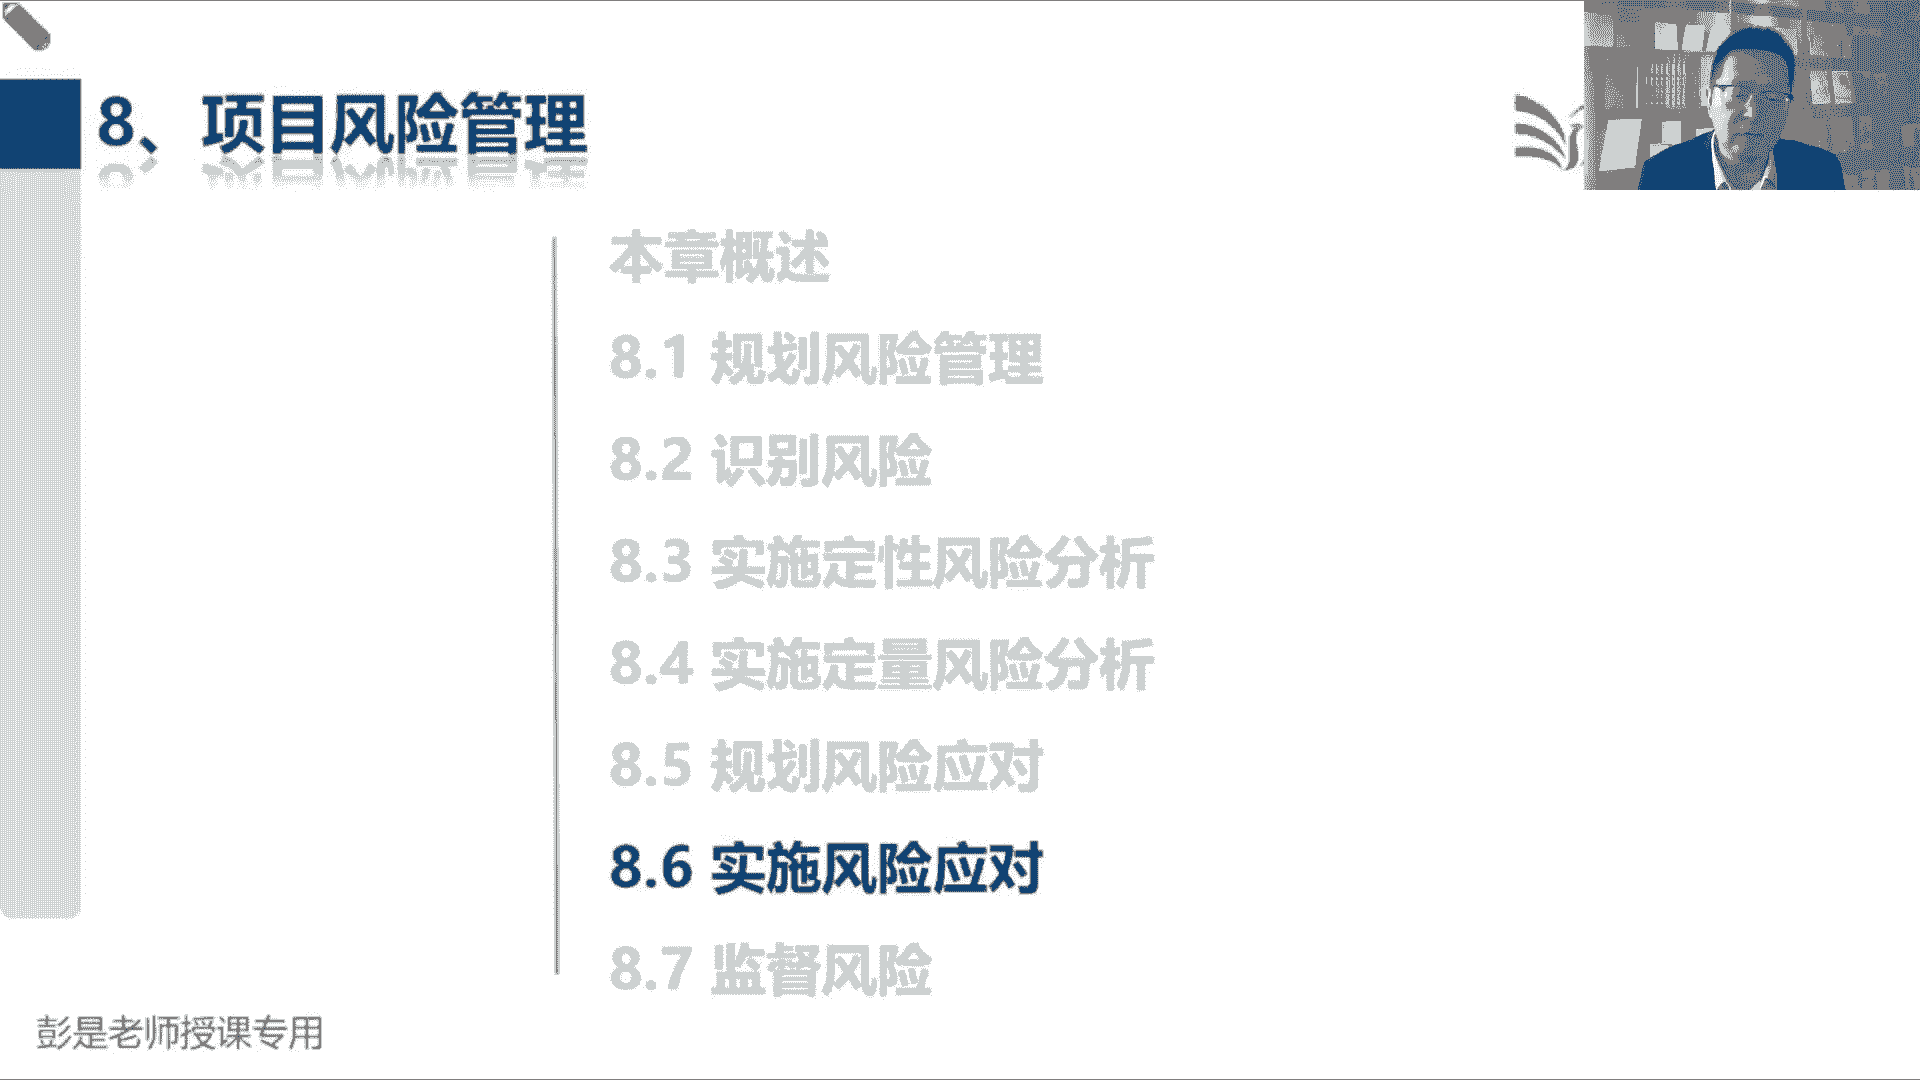 8、项目风险管理
本章概述
8.1 规划风险管理
8.2 识别风险
8.3 实施定性风险分析
8.4 实施定量风险分析
8.5 规划风险应对
8.6 实施风险应对
8.7 监督风险
彭是老师授课专用